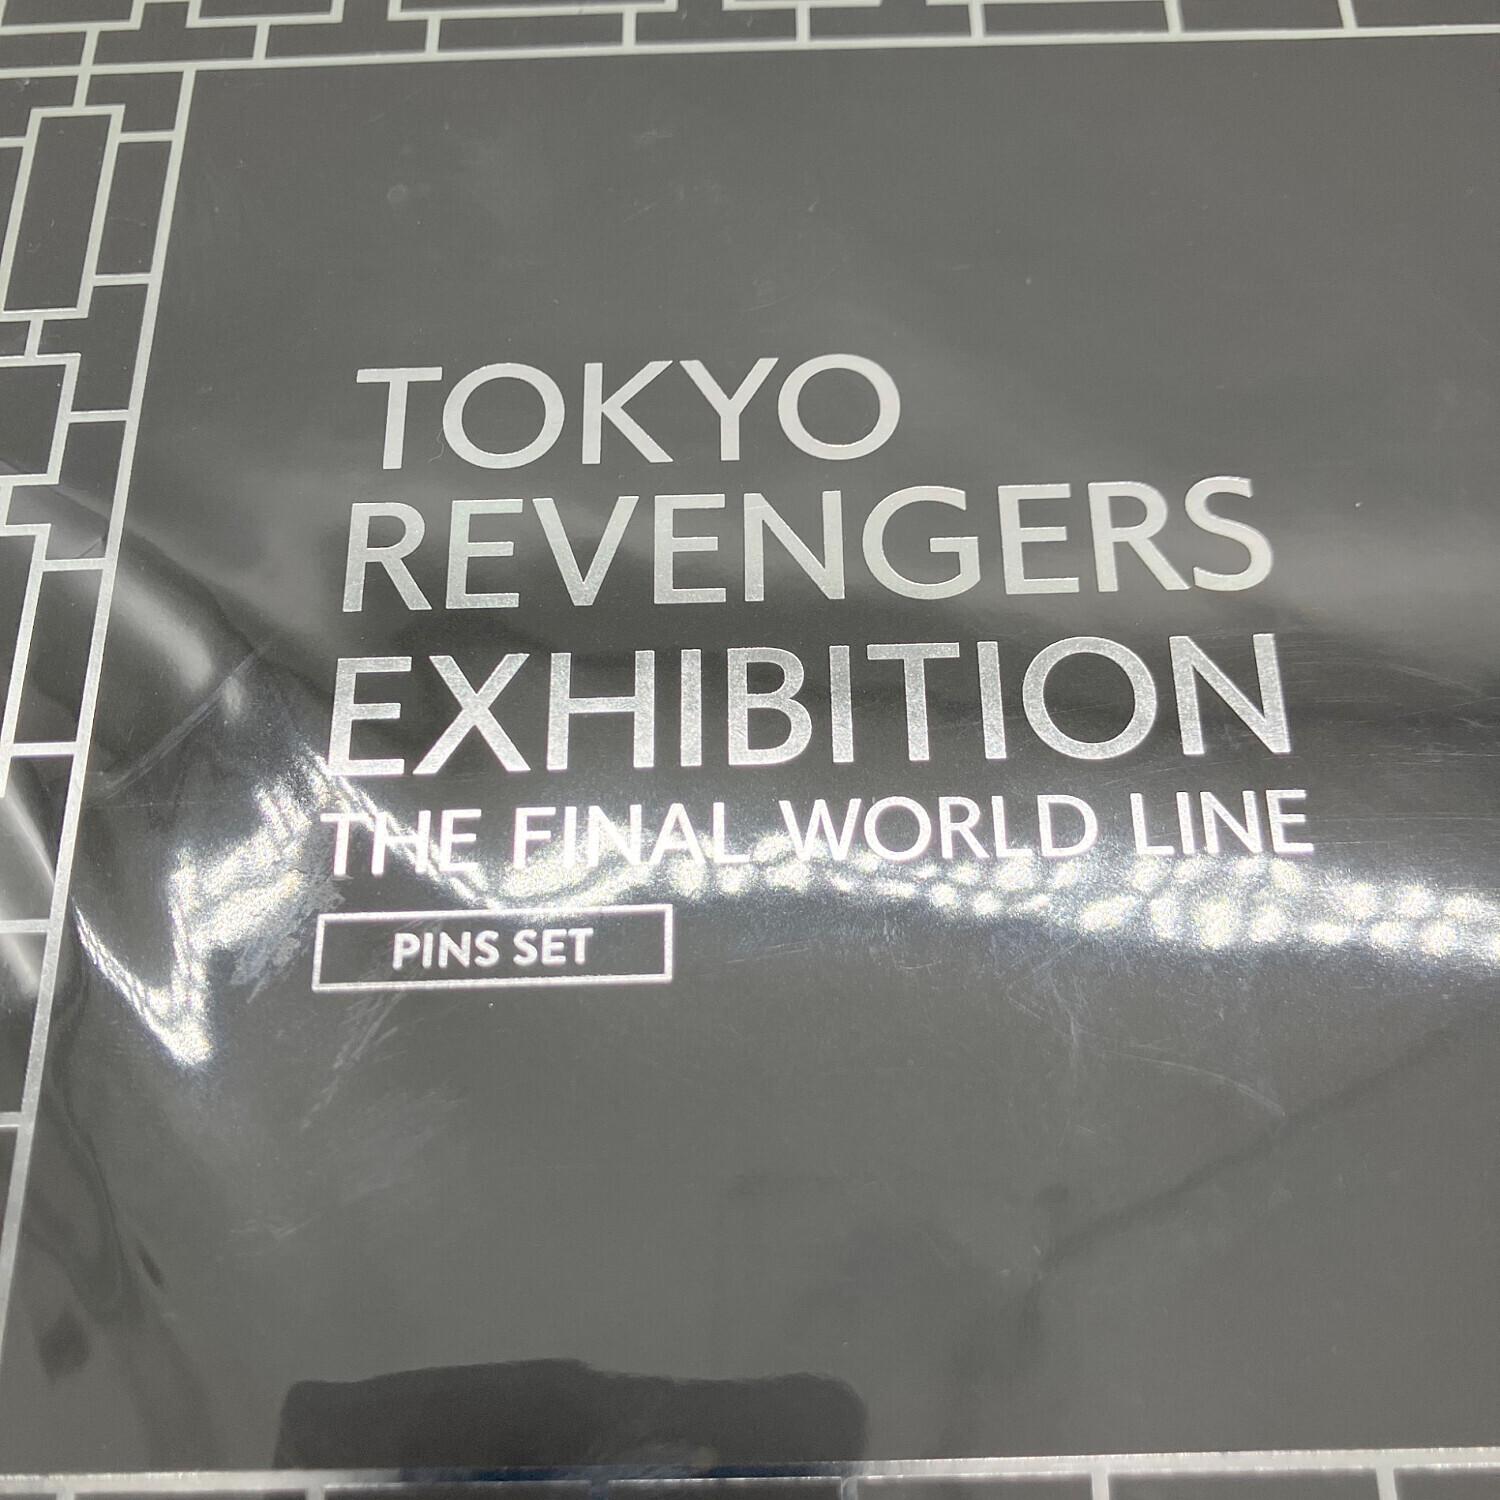 TOKYO
REVENGERS
EXHIBITION
THE FINAL WORLD LINE
PINS SET